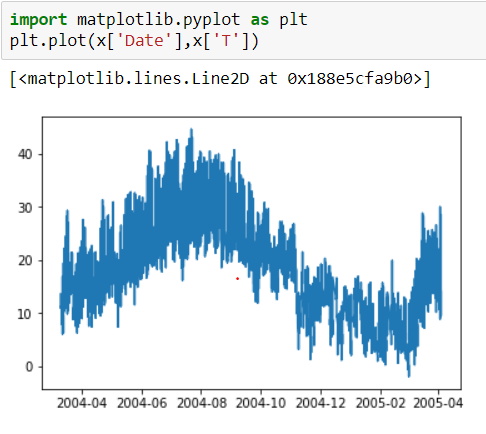 import matplotlib.pyplot as plt
plt.plot(x['Date'],x['T'])
[<matplotlib.lines.Line2D at 0x188e5cfa9b0>]
40
30
20
10
0
2004-04 2004-06 2004-08 2004-10 2004-12 2005-02 2005-04